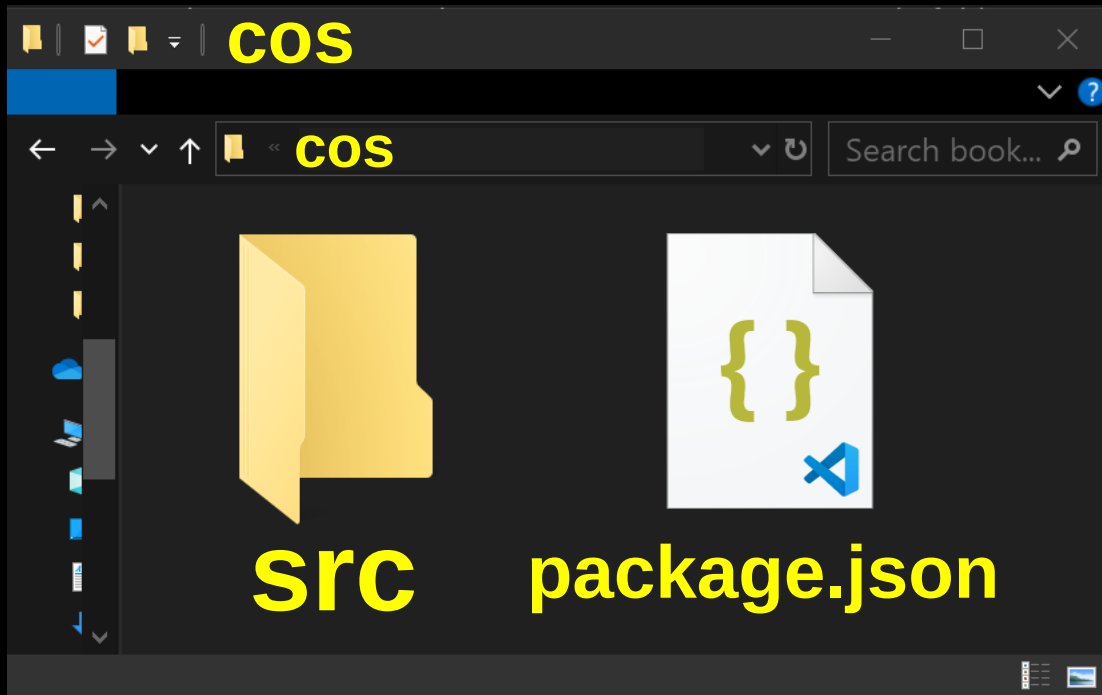 cos
?
« cos
Search book...
{ }
src
package.json